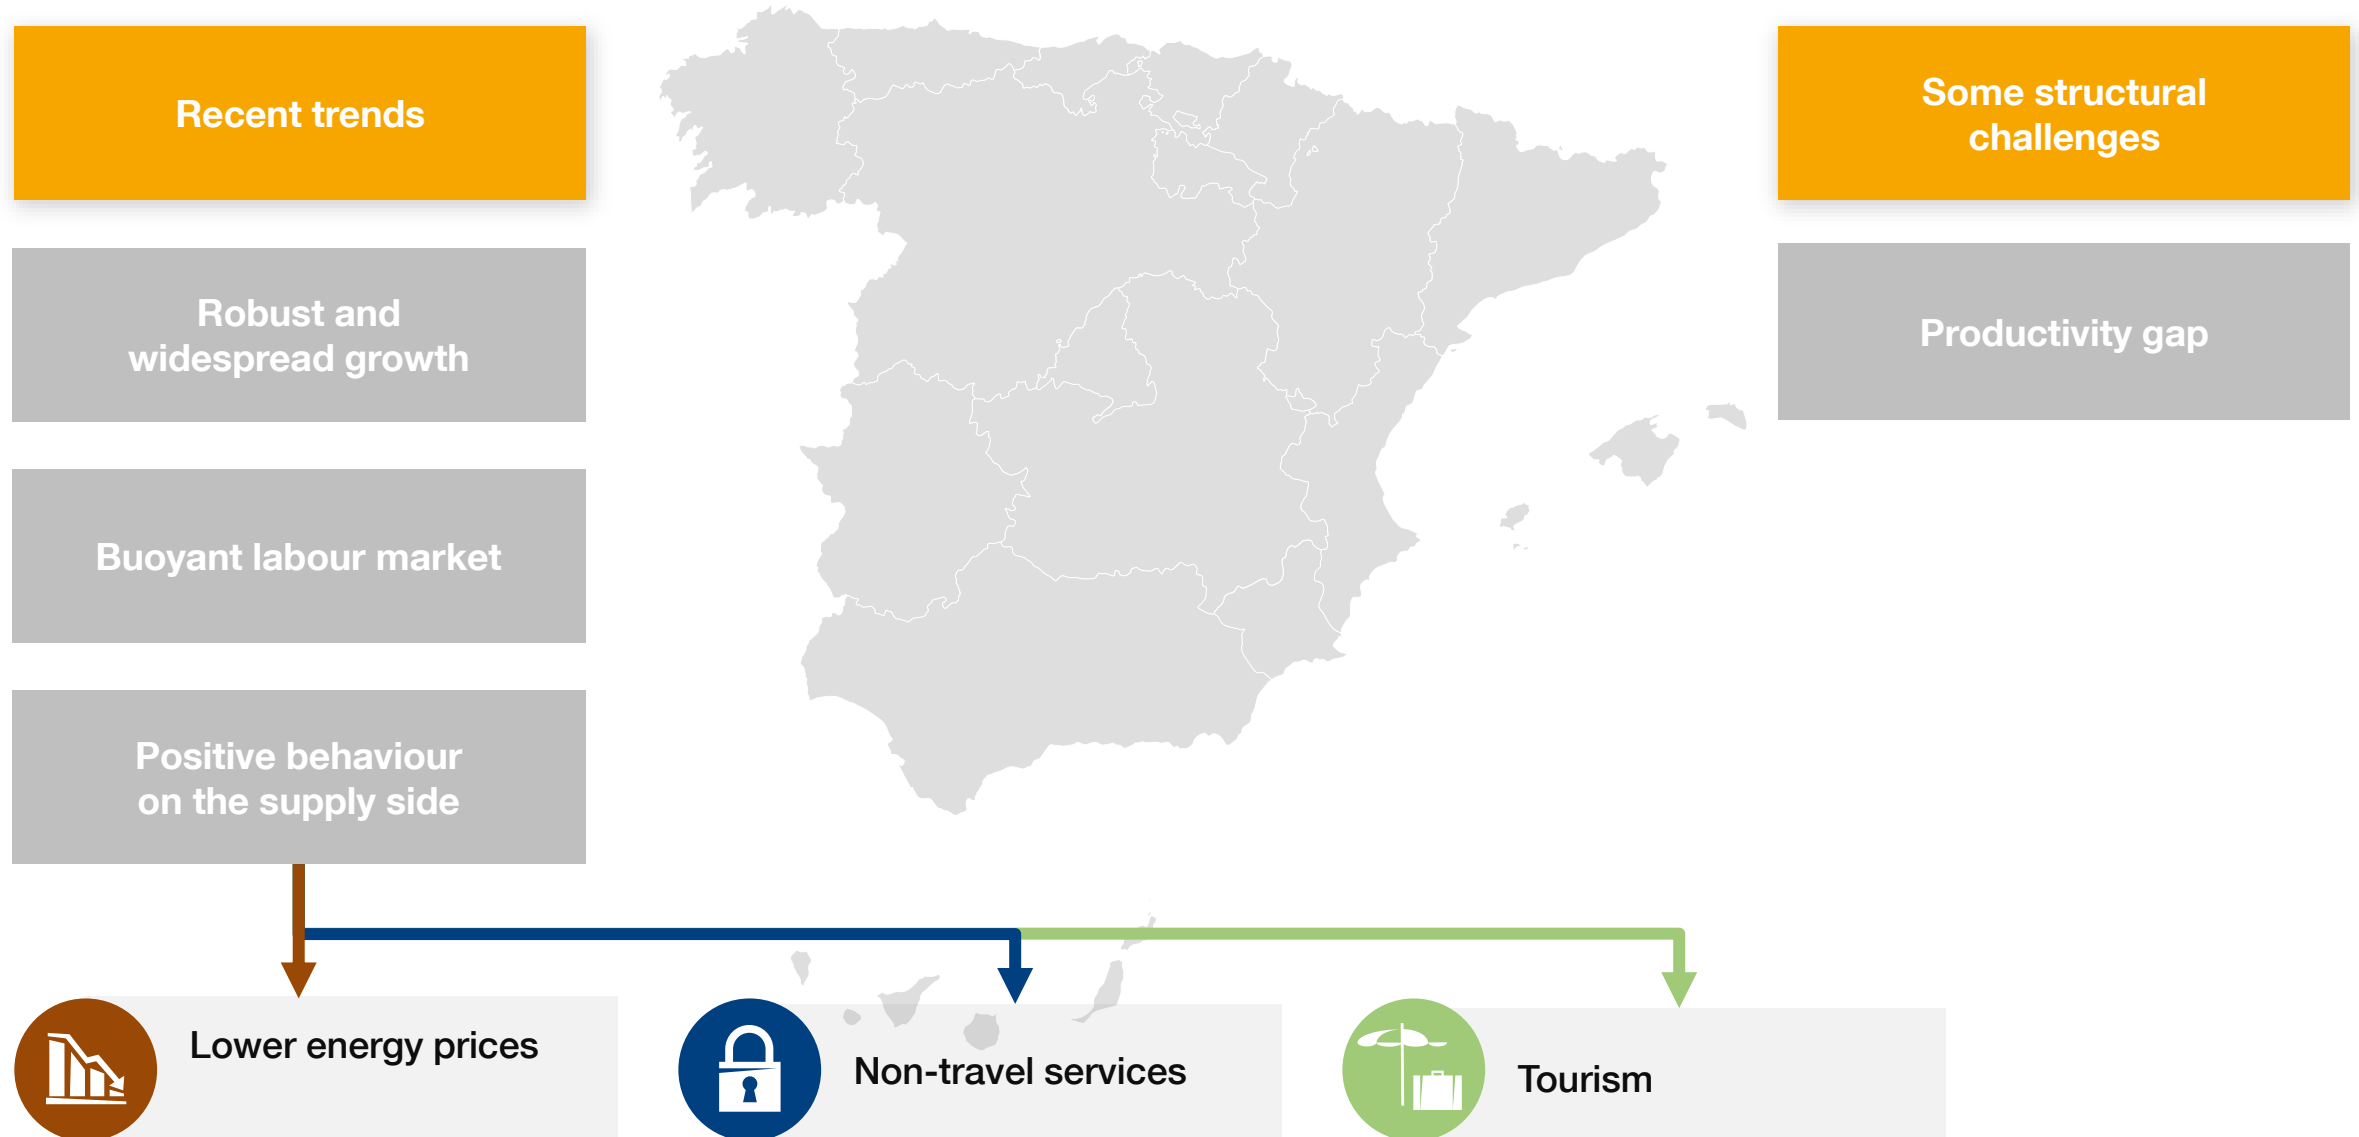 Recent trends
Robust and
widespread growth
Buoyant labour market
Positive behaviour
on the supply side
Some structural
challenges
Productivity gap
Lower energy prices
Non-travel services
Tourism